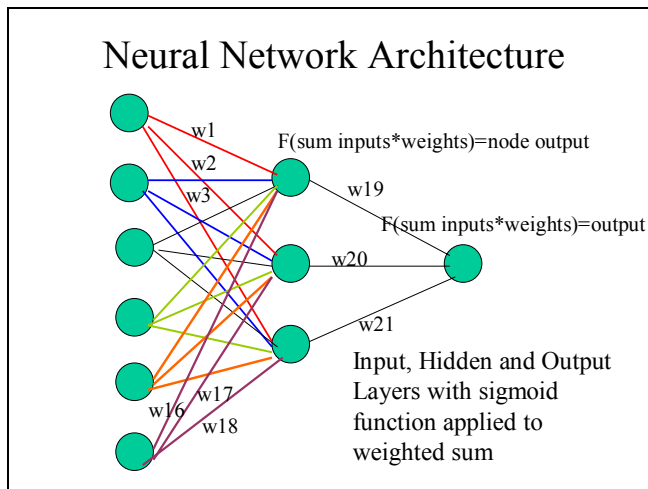 Neural Network Architecture
w1
F(sum inputs*weights)=node output
w2
w3
w19
F(sum inputs*weights)=output
w20
w21
Input, Hidden and Output
Layers with sigmoid
function applied to
weighted sum
w16
w17
w18